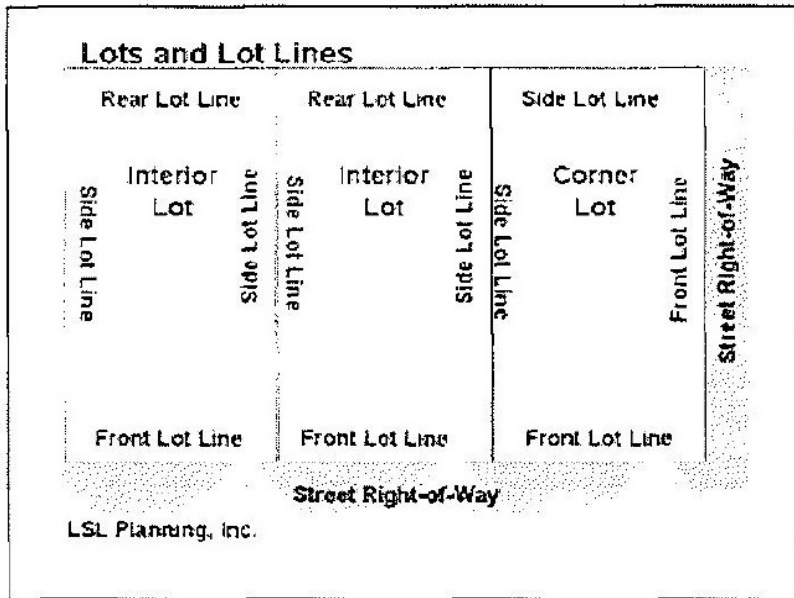 Lots and Lot Lines
Rear Lot Line
Rear Lot Line
Side Lot Line
Interior
Lot
Interior
Lot
Corner
Lot
Side Lot Line
Side Lot Line
Side Lot Line
Side Lot Line
Side Lot Line
Front Lot Line
Street Right-of-Way
Front Lot Line
Front Lot Line
Front Lot Line
Street Right-of-Way
LSL Planning, Inc.